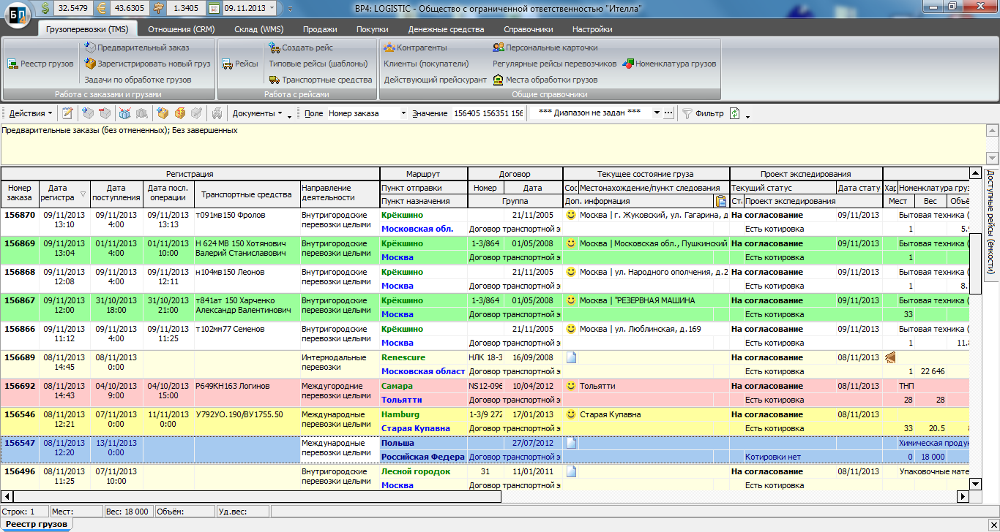 32.5479 43.6305 1.3405 09.11.2013 BP4: LOGISTIC - Общество с ограниченной ответственностью "Ителла"
БП
Грузоперевозки (TMS) Отношения (CRM) Склад (WMS) Продажи Покупки Денежные средства Справочники Настройки
Предварительный заказ Создать рейс Контрагенты Персональные карточки
Реестр грузов Зарегистрировать новый груз Рейсы Типовые рейсы (шаблоны) Клиенты (покупатели) Регулярные рейсы перевозчиков Номенклатура грузов
Задачи по обработке грузов Транспортные средства Действующий прейскурант Места обработки грузов
Работа с заказами и грузами Работа с рейсами Общие справочники
Действия Документы Поле Номер заказа Значение 156405 156351 156 *** Диапазон не задан *** Фильтр
Предварительные заказы (без отмененных); Без завершенных
Регистрация Маршрут Договор Текущее состояние груза Проект экспедирования
Номер заказа Дата регистра Дата поступления Дата посл. операции Транспортные средства Направление деятельности Пункт отправки Номер Дата Сос Местонахождение/пункт следования Текущий статус Дата стату Хар Номенклатура груз
Пункт назначения Группа Доп. информация Ст. Проект экспедирования Мест Вес Объё
156870 09/11/2013 09/11/2013 09/11/2013 т091мв150 Фролов Внутригородские Крёкшино 21/11/2005 Москва | г. Жуковский, ул. Гагарина, д На согласование 09/11/2013 Бытовая техника (
13:10 4:00 13:13 перевозки целыми Московская обл. Договор транспортной э Есть котировка 1 5.9
156869 09/11/2013 01/11/2013 01/11/2013 Н 624 МВ 150 Хотянович Внутригородские Крёкшино 1-3/864 01/05/2008 Москва | Московская обл., Пушкинский На согласование 09/11/2013 Бытовая техника (
13:04 4:00 10:00 Валерий Станиславович перевозки целыми Москва Договор транспортной э Есть котировка 1
156868 09/11/2013 09/11/2013 09/11/2013 н104мв150 Леонов Внутригородские Крёкшино 21/11/2005 Москва | ул. Народного ополчения, д.2 На согласование 09/11/2013 Бытовая техника (
12:08 4:00 12:11 перевозки целыми Москва Договор транспортной э Есть котировка 1 8.
156867 09/11/2013 31/10/2013 31/10/2013 т841ат 150 Харченко Внутригородские Крёкшино 1-3/864 01/05/2008 Москва | "РЕЗЕРВНАЯ МАШИНА На согласование 09/11/2013 Бытовая техника (
12:00 18:00 21:00 Александр Валентинович перевозки целыми Москва Договор транспортной э Есть котировка 33
156866 09/11/2013 09/11/2013 09/11/2013 т102мм77 Семенов Внутригородские Крёкшино 21/11/2005 Москва | ул. Люблинская, д.169 На согласование 09/11/2013 Бытовая техника (
11:12 4:00 11:25 перевозки целыми Москва Договор транспортной э Есть котировка 1 11.8
156689 08/11/2013 08/11/2013 Интермодальные Renescure НЛК 18-3 16/09/2008 На согласование 08/11/2013
14:45 0:00 перевозки Московская област Договор транспортной э Есть котировка 1 22 646
156692 08/11/2013 04/10/2013 04/10/2013 Р649КН163 Логинов Междугородние Самара NS12-096 10/04/2012 Тольятти На согласование 08/11/2013 ТНП
14:43 9:00 15:00 перевозки целыми Тольятти Договор транспортной э Есть котировка 28 28
156546 08/11/2013 07/11/2013 11/11/2013 У792УО.190/ВУ1755.50 Международные Hamburg 1-3/9 272 17/01/2013 Старая Купавна На согласование 08/11/2013
12:21 0:00 0:00 перевозки целыми Старая Купавна Договор транспортной э Есть котировка 33 20.5
156547 08/11/2013 13/11/2013 Международные Польша 27/07/2012 Химическая продук
12:20 0:00 перевозки целыми Российская Федера Договор транспортной э Котировки нет 0 18 000
156496 08/11/2013 07/11/2013 Внутригородские Лесной городок 31 11/01/2011 На согласование 08/11/2013 Упаковочные мате
11:25 10:00 перевозки целыми Москва Договор транспортной э Есть котировка
Доступные рейсы (ёмкости)
Строк: 1 Мест: Вес: 18 000 Объём: Уд.вес:
Реестр грузов